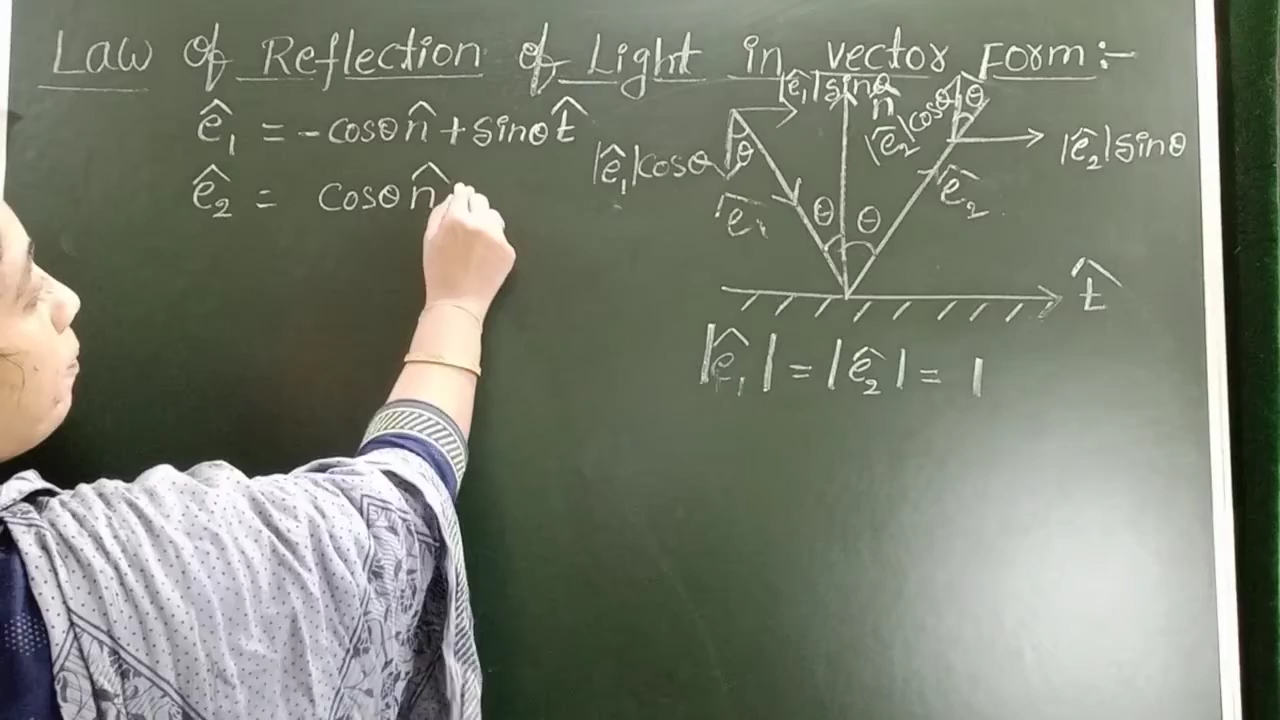 Law of Reflection of Light in vector Form:-
ê₁ = -cosθ n̂ + sinθ t̂
ê₂ = cosθ n̂
|ê₁|sinθ
n̂
|ê₂|cosθ
θ
|ê₁|cosθ
θ
|ê₂|sinθ
ê₁
θ
θ
ê₂
t̂
|ê₁| = |ê₂| = 1